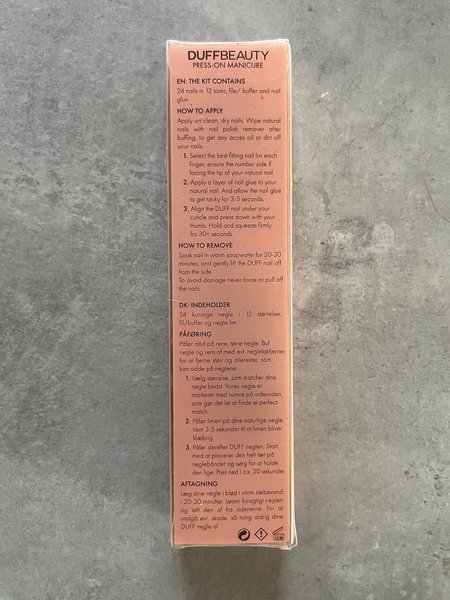 DUFFBEAUTY
PRESS-ON MANICURE
EN: THE KIT CONTAINS
24 nails in 12 sizes, file/ buffer and nail
glue
HOW TO APPLY
Apply on clean, dry nails. Wipe natural
nails with nail polish remover after
buffing, to get any acces oil or dirt off
your nails.
1. Select the best fitting nail for each
finger, ensure the number side if
facing the tip of your natural nail.
2. Apply a layer of nail glue to your
natural nail. And allow the nail glue
to get tacky for 3-5 seconds
3. Align the DUFF nail under your
cuticle and press down with your
thumb. Hold and squeeze firmly
for 30+ seconds
HOW TO REMOVE
Soak nail in warm soapwater for 20-30
minutes, and gently lift the DUFF nail off
from the side.
To avoid damage never force or pull off
the nails
DK: INDEHOLDER
24 kunstige negle i 12 størrelser,
fil/buffer og negle lim
PÅFØRING
Påfør altid på rene, tørre negle. Buf
negle og rens af med evt. neglelakfjerner,
for at fjerne støv og olierester, som
kan sidde på neglene.
1. Vælg størrelse, som matcher dine
negle bedst. Vores negle er
markerer med numre på indersiden,
som gør det let at finde et perfect
match
2. Påfør limen på dine naturlige negle.
Vent 3-5 sekunder til at limen bliver
klæbrig.
3. Påfør derefter DUFF neglen. Start
med at placerer den helt tæt på
neglebåndet og sørg for at holde
den lige. Pres ned i ca. 30 sekunder
AFTAGNING
Læg dine negle i blød i varm sæbevand
i 20-30 minutter. Løsen forsigtigt neglen
og løft den af fra siderne. For at
undgå evt. skade, så tving aldrig dine
DUFF negle af.